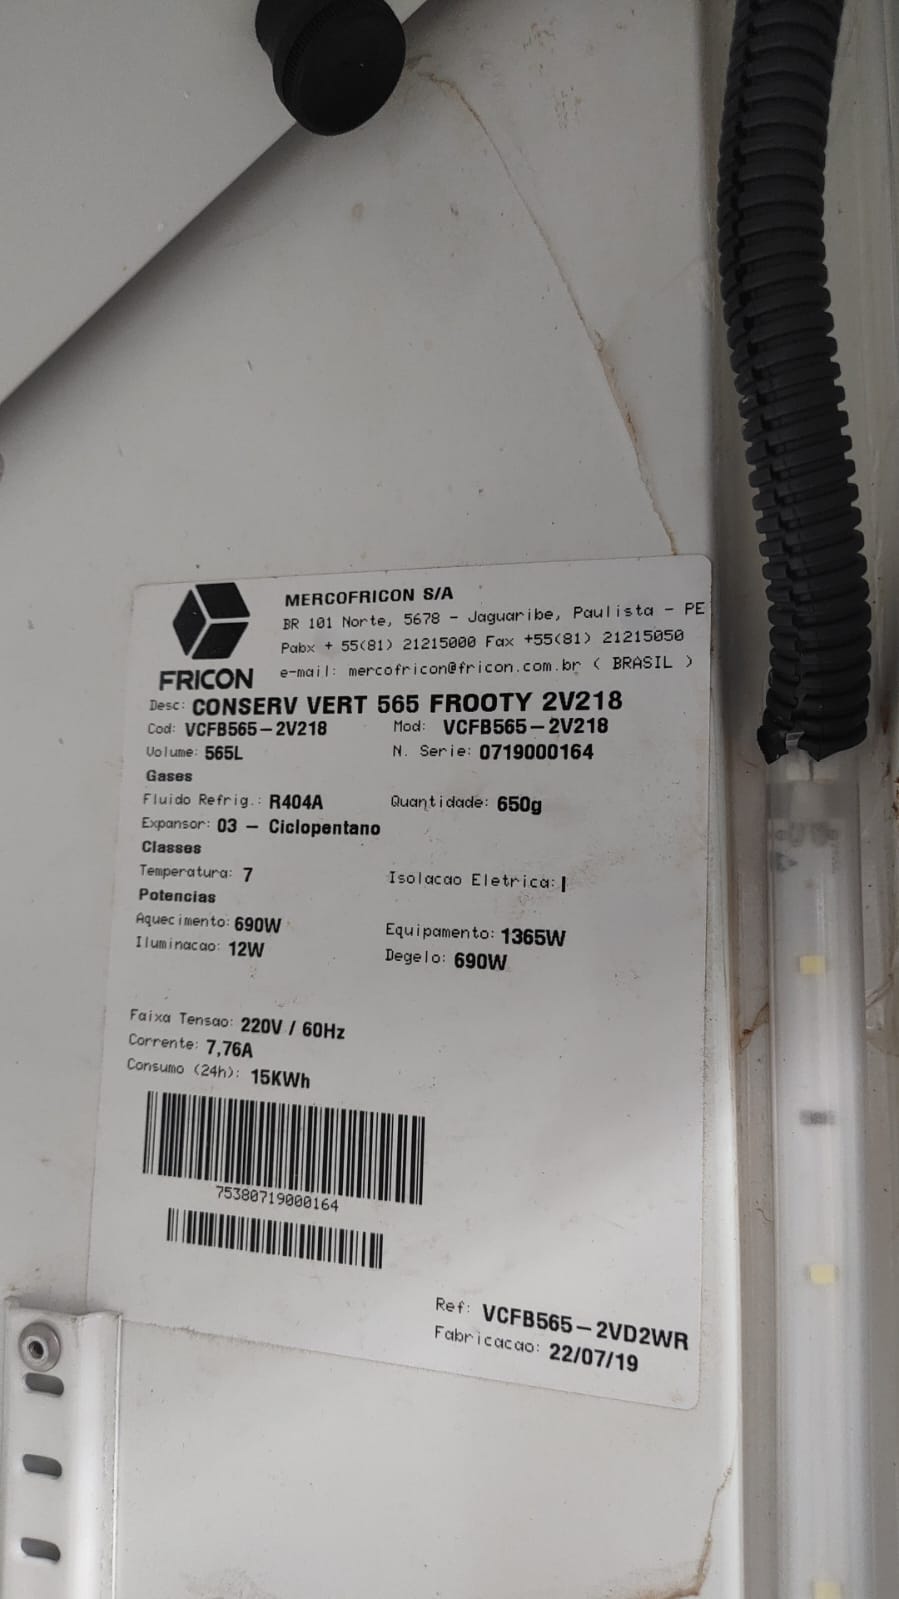 MERCOFRICON S/A
BR 101 Norte, 5678 - Jaguaribe, Paulista - PE
Pabx + 55(81) 21215000 Fax +55(81) 21215050
e-mail: mercofricon@fricon.com.br ( BRASIL )
FRICON
Desc: CONSERV VERT 565 FROOTY 2V218
Cod: VCFB565-2V218 Mod: VCFB565-2V218
Volume: 565L N. Serie: 0719000164
Gases
Fluido Refrig.: R404A Quantidade: 650g
Expansor: 03 - Ciclopentano
Classes
Temperatura: 7 Isolacao Eletrica: I
Potencias
Aquecimento: 690W Equipamento: 1365W
Iluminacao: 12W Degelo: 690W
Faixa Tensao: 220V / 60Hz
Corrente: 7,76A
Consumo (24h): 15KWh
75380719000164
Ref: VCFB565-2VD2WR
Fabricacao: 22/07/19